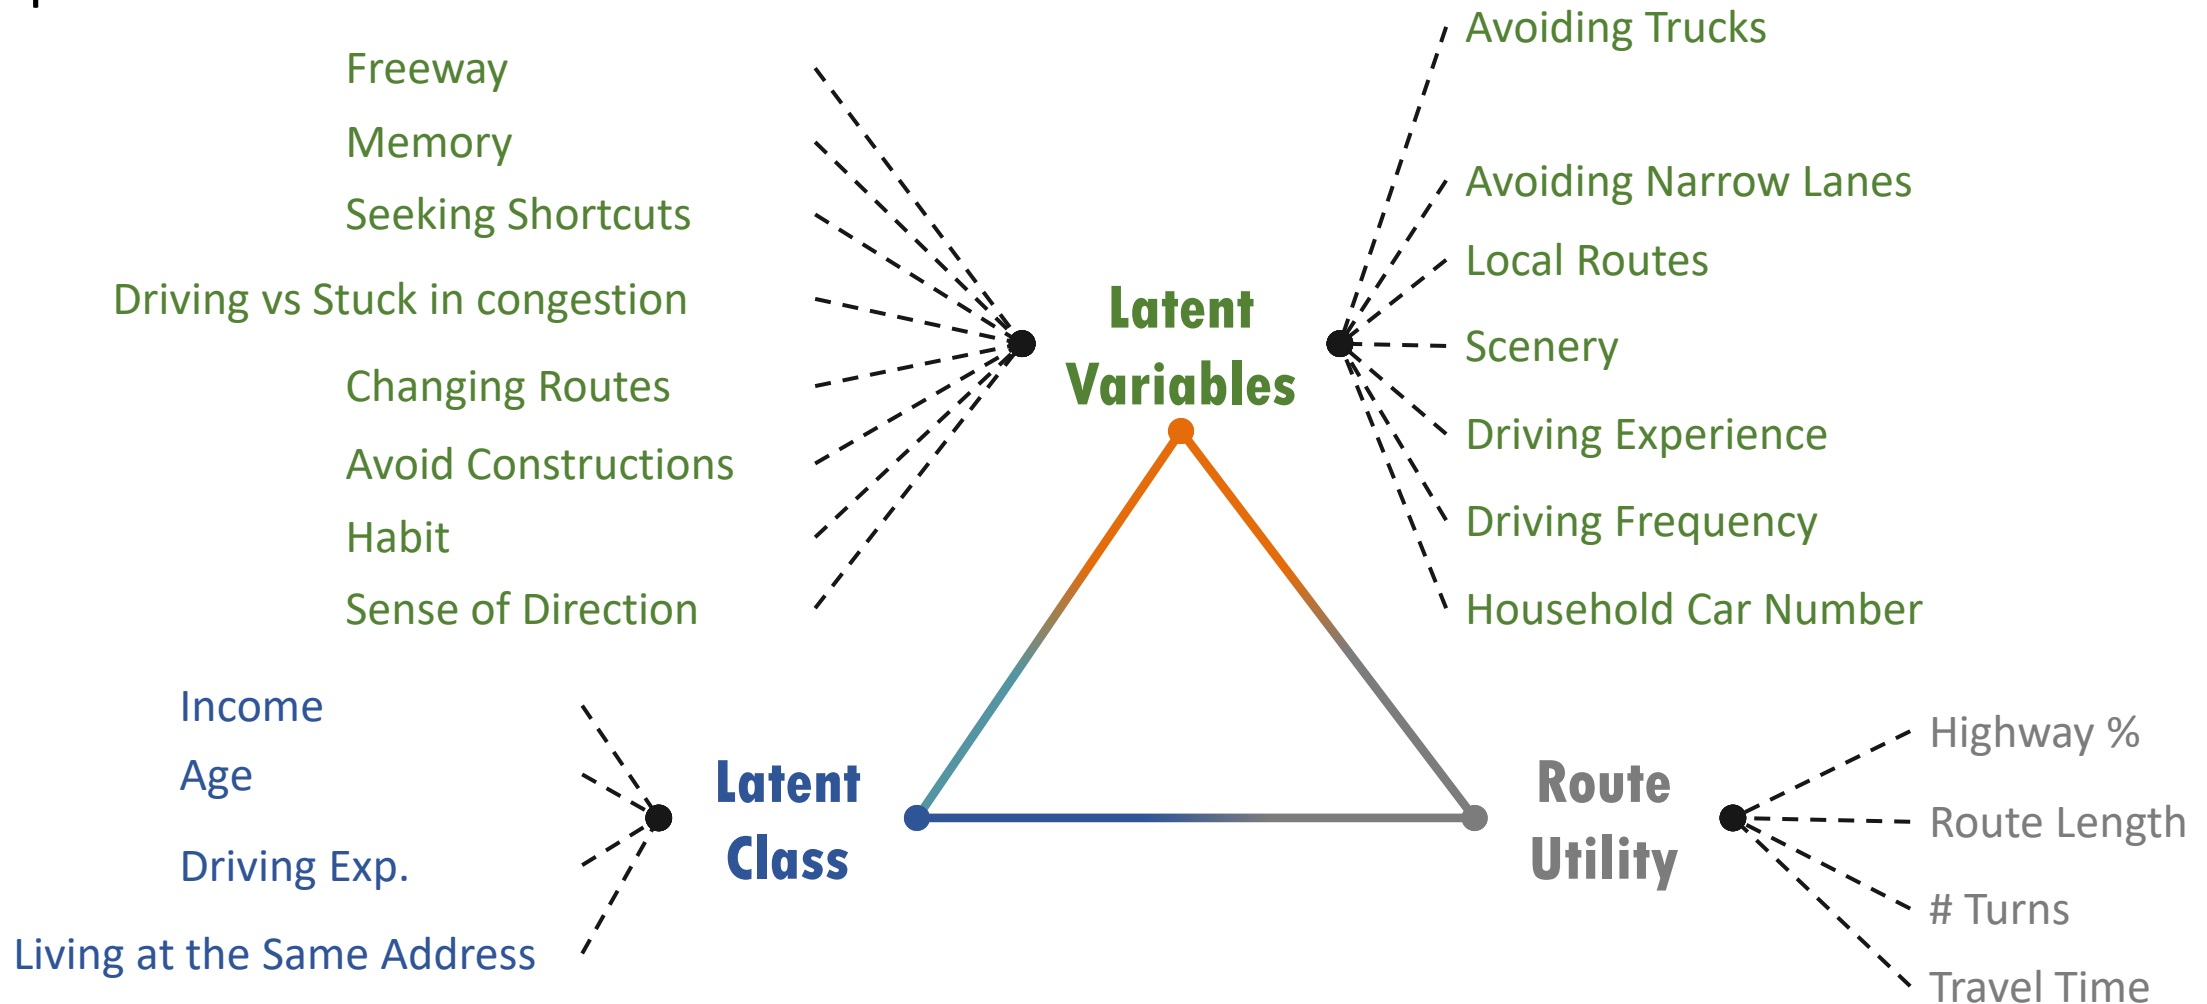 Freeway
Memory
Seeking Shortcuts
Driving vs Stuck in congestion
Changing Routes
Avoid Constructions
Habit
Sense of Direction
Latent
Variables
Avoiding Trucks
Avoiding Narrow Lanes
Local Routes
Scenery
Driving Experience
Driving Frequency
Household Car Number
Income
Age
Driving Exp.
Living at the Same Address
Latent
Class
Route
Utility
Highway %
Route Length
# Turns
Travel Time